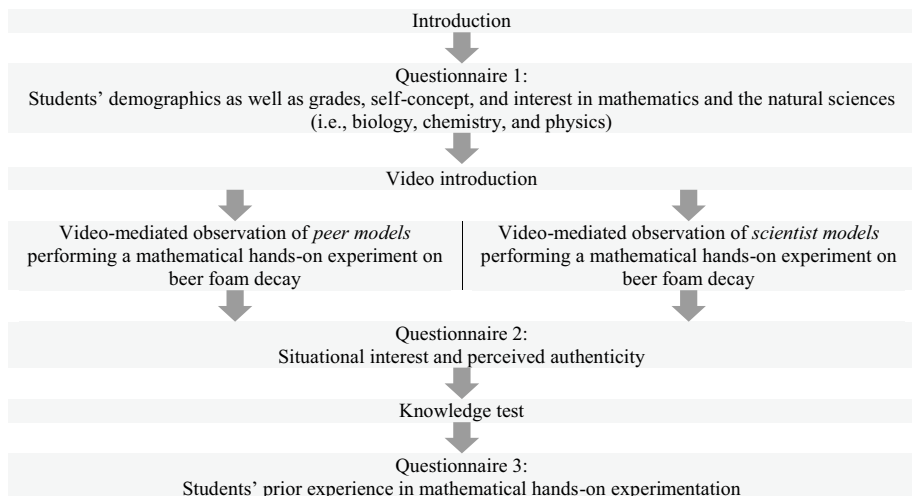 Introduction
Questionnaire 1:
Students’ demographics as well as grades, self-concept, and interest in mathematics and the natural sciences
(i.e., biology, chemistry, and physics)
Video introduction
Video-mediated observation of peer models
performing a mathematical hands-on experiment on
beer foam decay
Video-mediated observation of scientist models
performing a mathematical hands-on experiment on
beer foam decay
Questionnaire 2:
Situational interest and perceived authenticity
Knowledge test
Questionnaire 3:
Students’ prior experience in mathematical hands-on experimentation